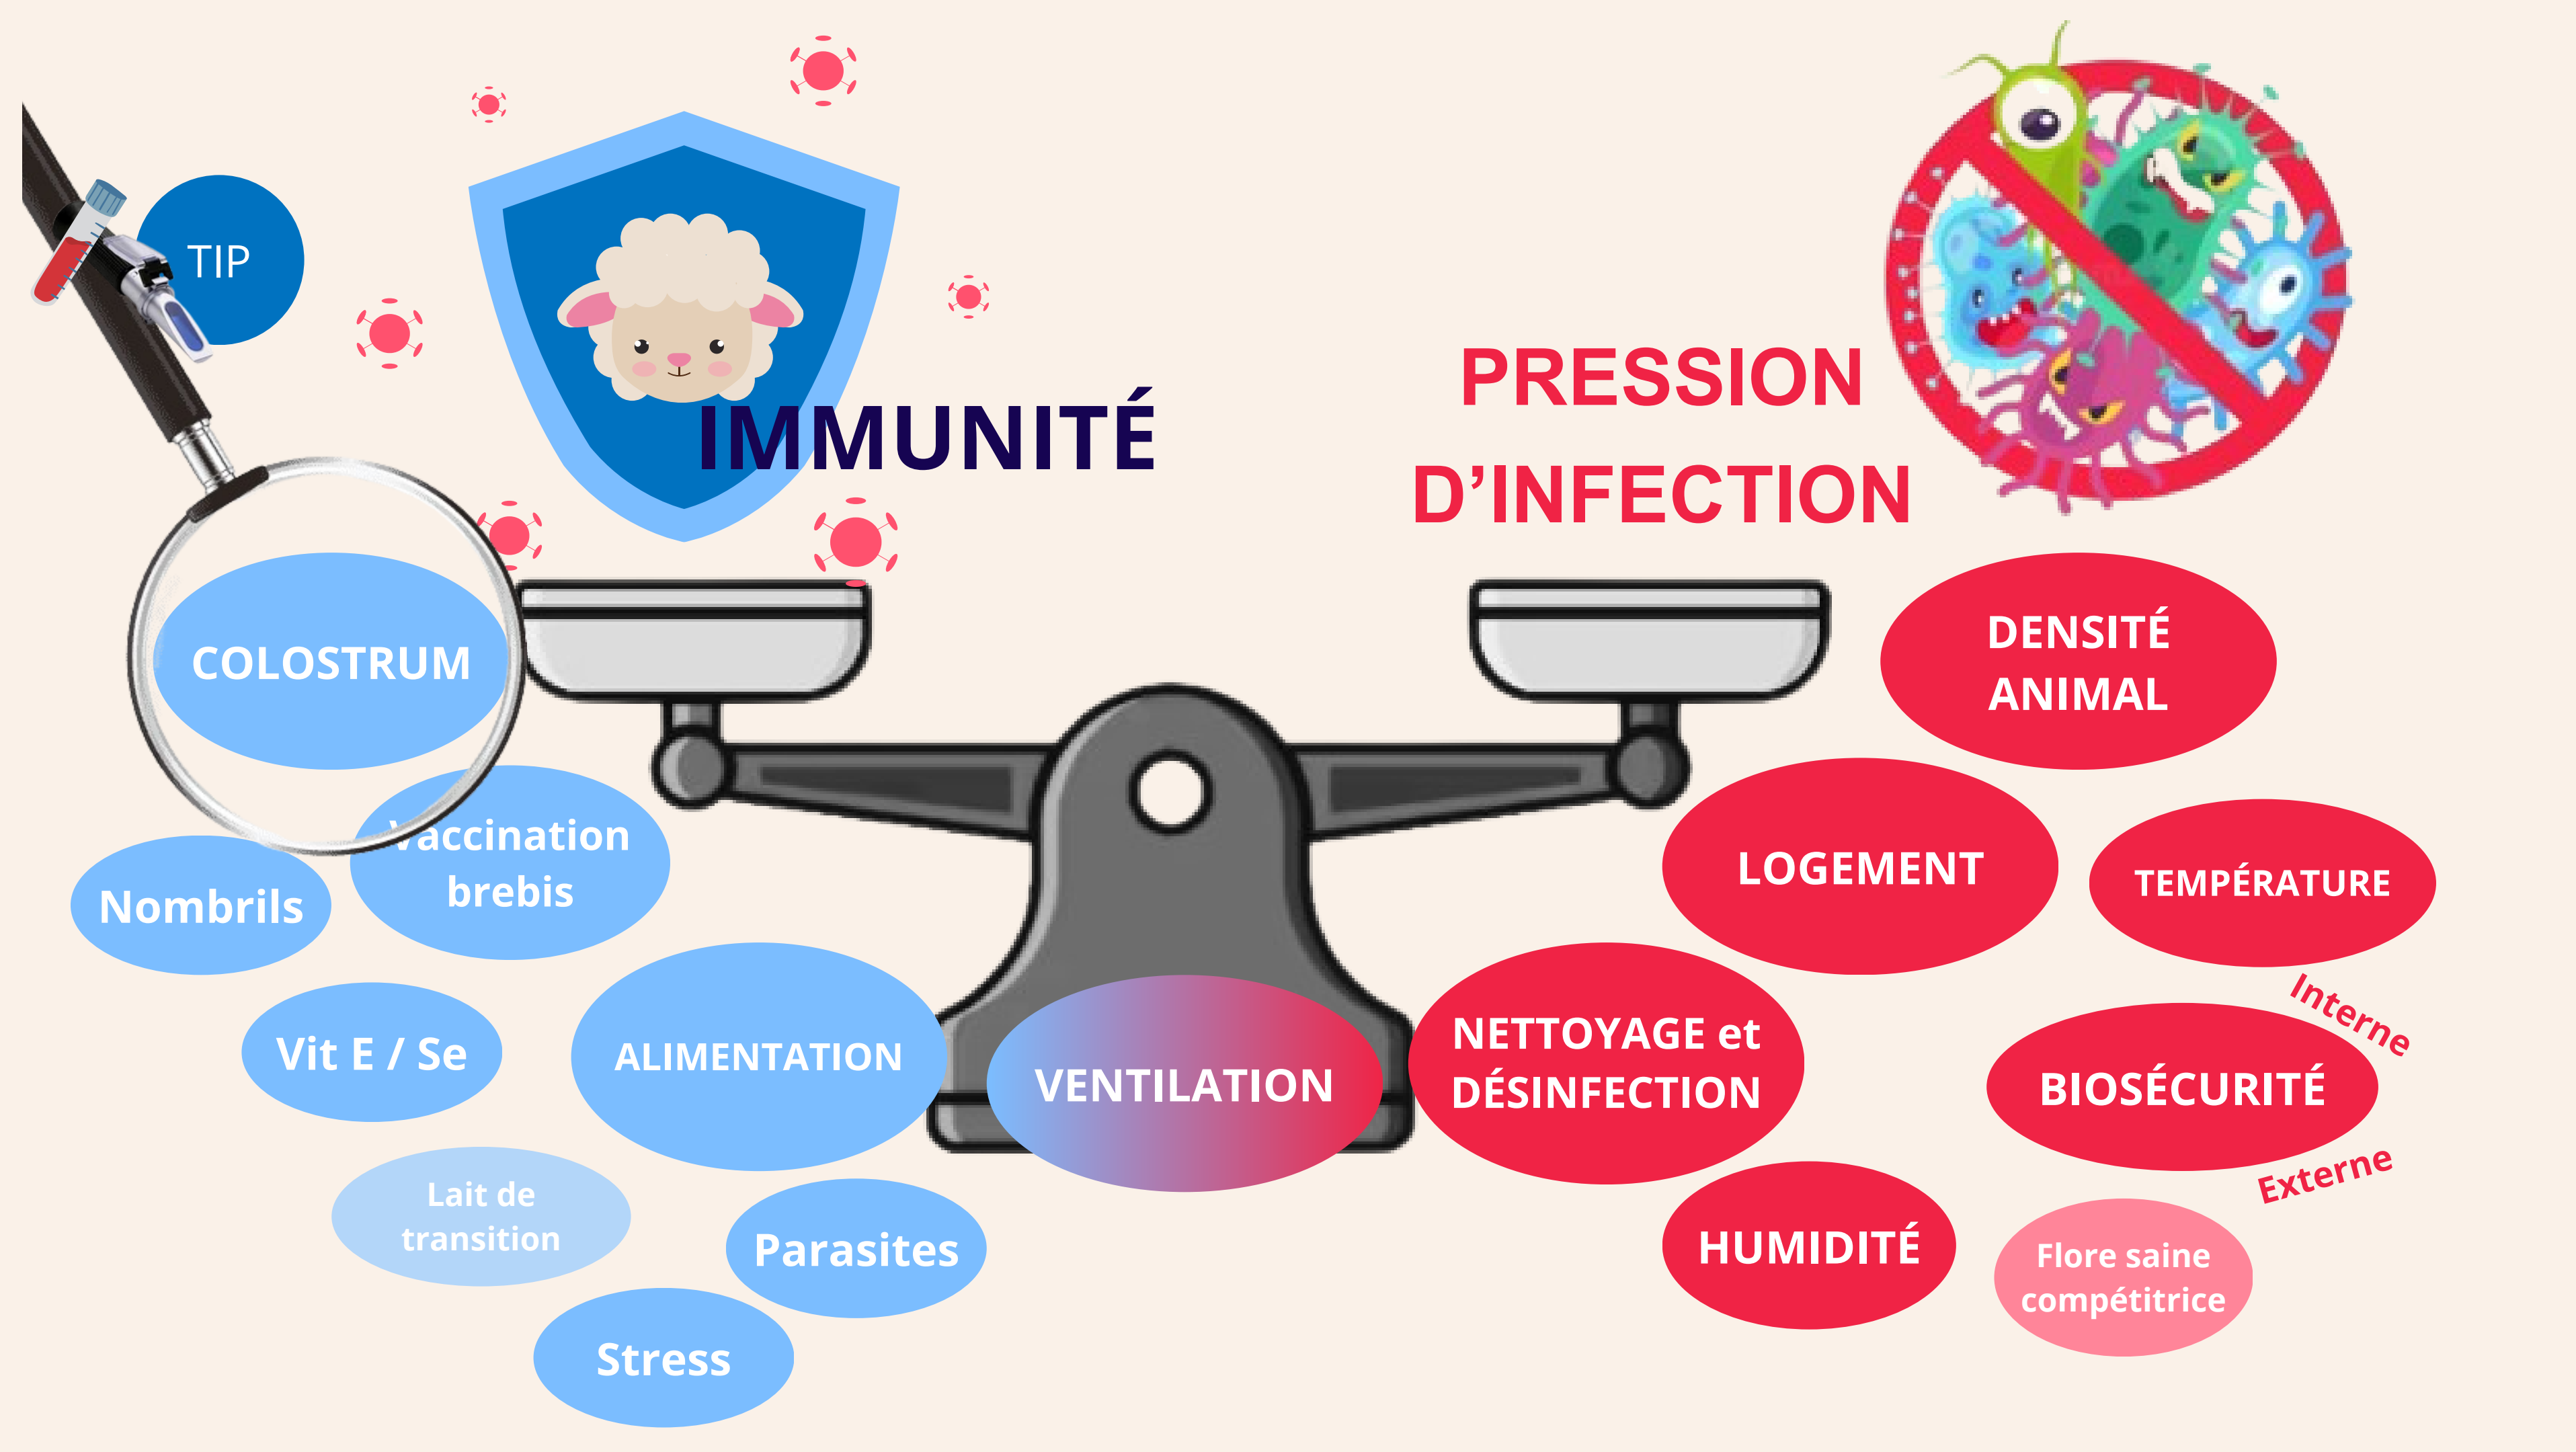 TIP
IMMUNITÉ
PRESSION
D’INFECTION
COLOSTRUM
Vaccination
brebis
Nombrils
Vit E / Se
ALIMENTATION
Lait de
transition
Parasites
Stress
VENTILATION
DENSITÉ
ANIMAL
LOGEMENT
TEMPÉRATURE
NETTOYAGE et
DÉSINFECTION
Interne
BIOSÉCURITÉ
Externe
HUMIDITÉ
Flore saine
compétitrice